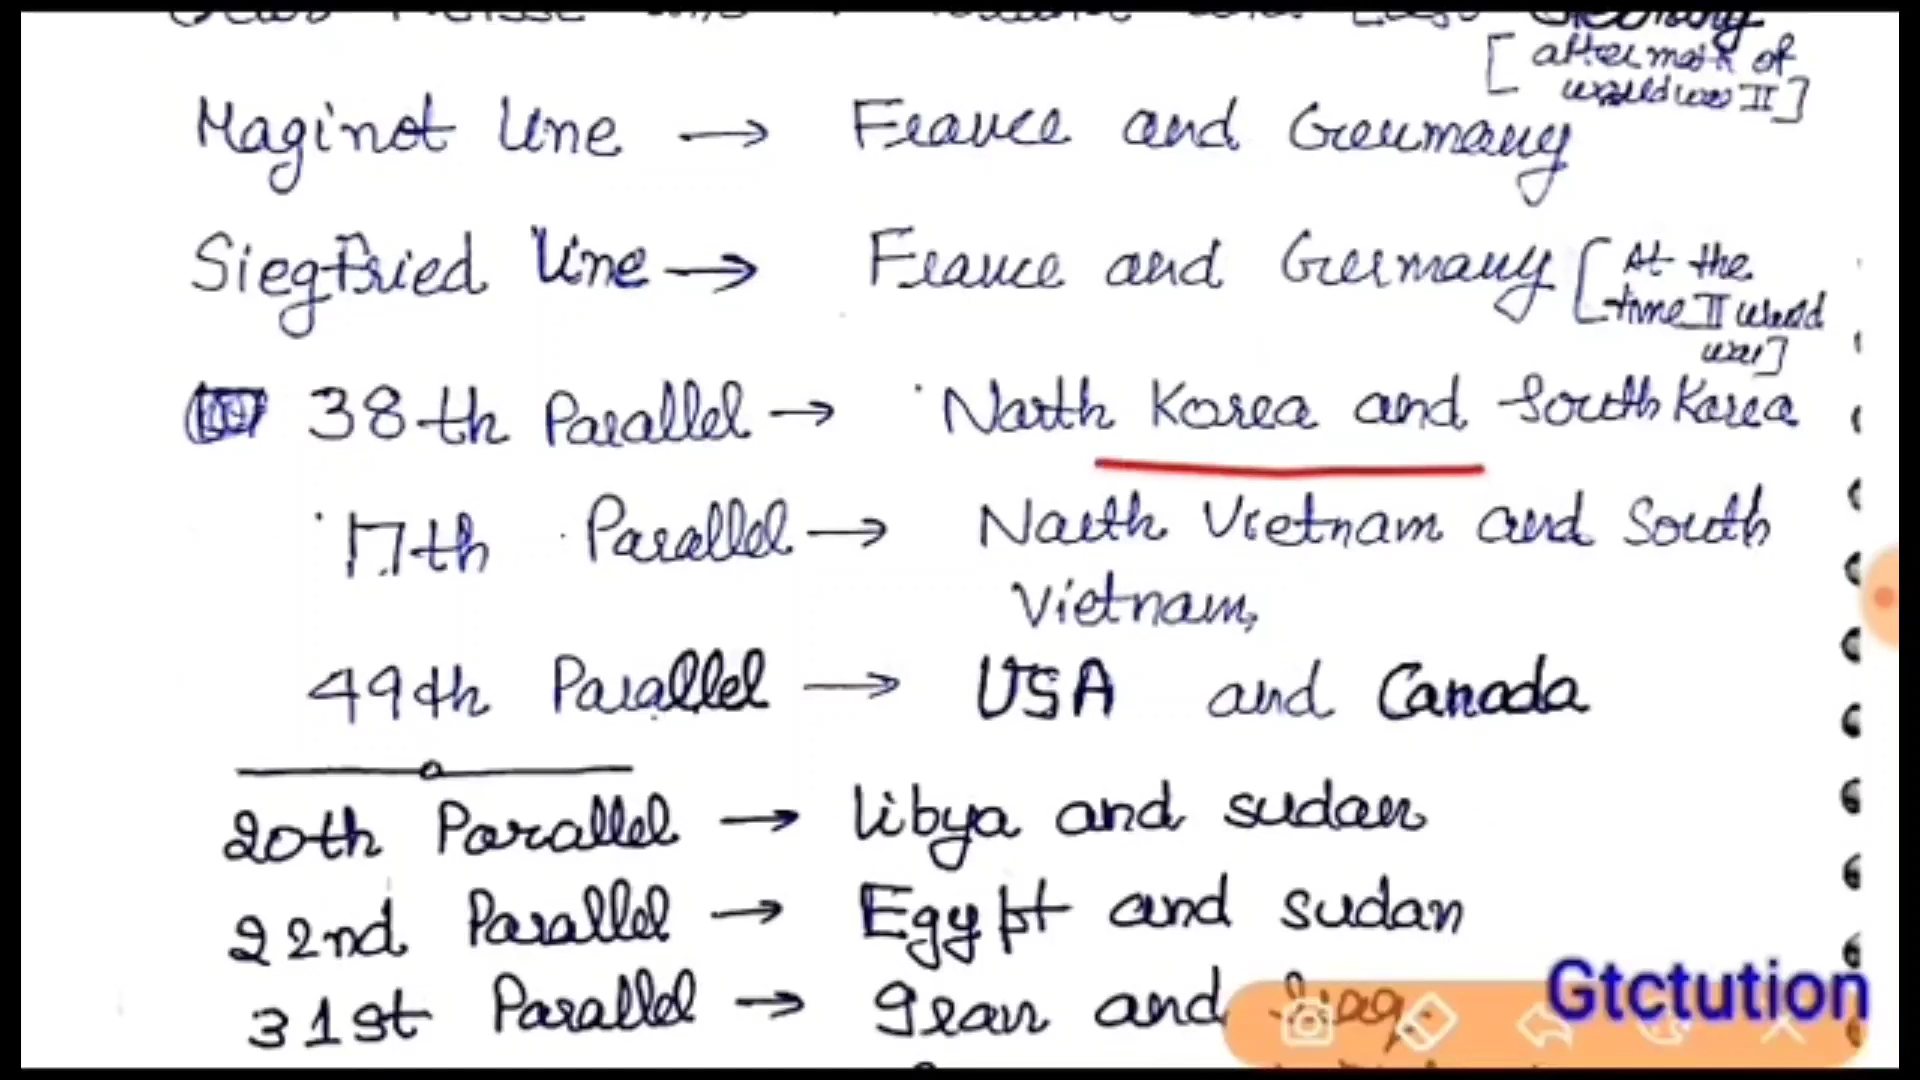 [aftermath of
world war II]
Maginot Line → France and Germany
Siegfried Line → France and Germany [At the
time II world
war]
38th Parallel → North Korea and South Korea
17th Parallel → North Vietnam and South
Vietnam,
49th Parallel → USA and Canada
20th Parallel → Libya and sudan
22nd Parallel → Egypt and sudan
31st Parallel → Iran and Iraq.
Gtctution